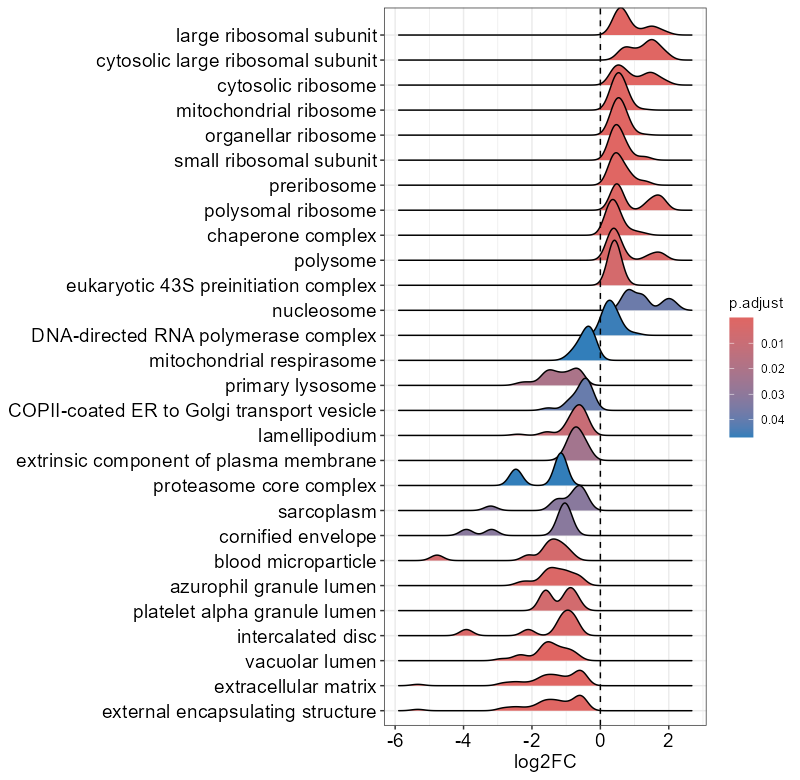 large ribosomal subunit
cytosolic large ribosomal subunit
cytosolic ribosome
mitochondrial ribosome
organellar ribosome
small ribosomal subunit
preribosome
polysomal ribosome
chaperone complex
polysome
eukaryotic 43S preinitiation complex
nucleosome
DNA-directed RNA polymerase complex
mitochondrial respirasome
primary lysosome
COPII-coated ER to Golgi transport vesicle
lamellipodium
extrinsic component of plasma membrane
proteasome core complex
sarcoplasm
cornified envelope
blood microparticle
azurophil granule lumen
platelet alpha granule lumen
intercalated disc
vacuolar lumen
extracellular matrix
external encapsulating structure
-6 -4 -2 0 2
log2FC
p.adjust
0.01
0.02
0.03
0.04